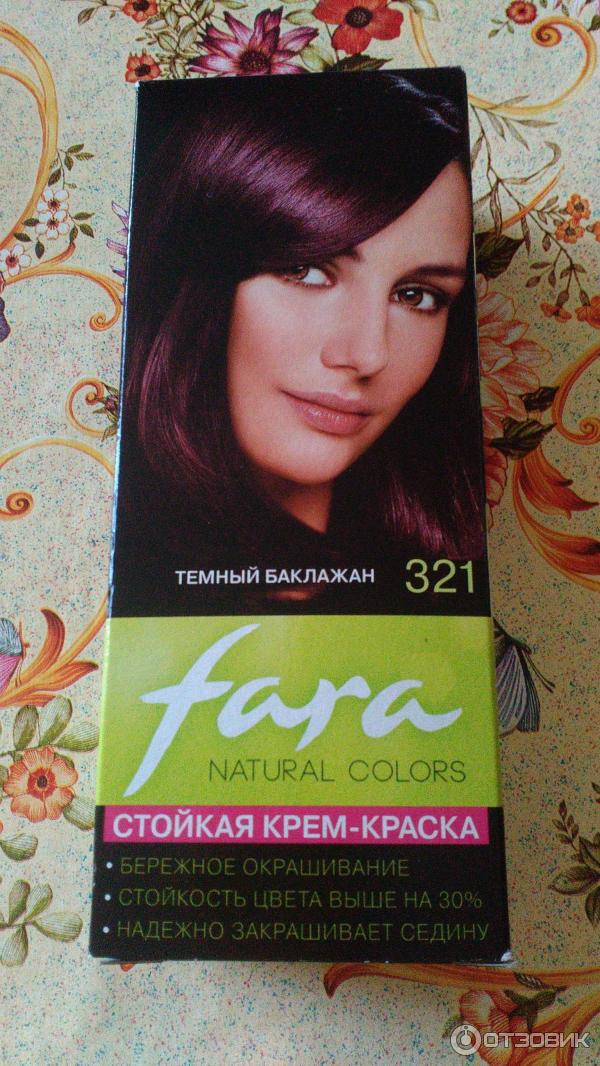 ТЕМНЫЙ БАКЛАЖАН 321
fara
NATURAL COLORS
СТОЙКАЯ КРЕМ-КРАСКА
• БЕРЕЖНОЕ ОКРАШИВАНИЕ
• СТОЙКОСТЬ ЦВЕТА ВЫШЕ НА 30%
• НАДЕЖНО ЗАКРАШИВАЕТ СЕДИНУ
ОТЗОВИК